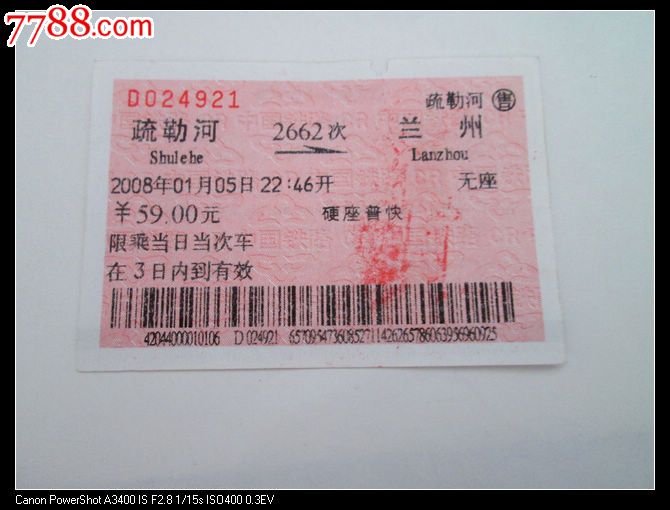 7788.com
D024921
疏勒河 售
疏勒河 2662次 兰州
Shulehe Lanzhou
2008年01月05日22:46开 无座
￥59.00元 硬座普快
限乘当日当次车
在3日内到有效
42044000010106 D024921 6570954736085271142626578606395696​0925
Canon PowerShot A3400 IS F2.8 1/15s ISO400 0.3EV